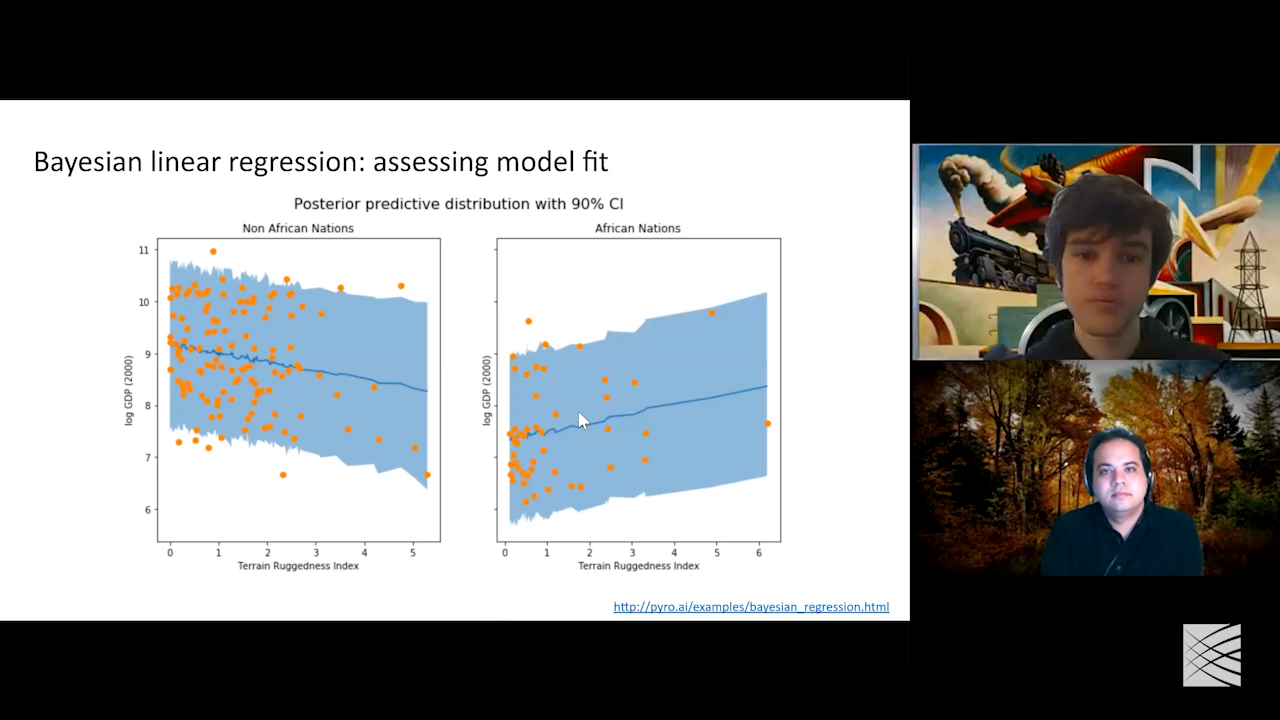 Bayesian linear regression: assessing model fit
Posterior predictive distribution with 90% CI
Non African Nations
African Nations
log GDP (2000)
11
10
9
8
7
6
0 1 2 3 4 5
Terrain Ruggedness Index
log GDP (2000)
0 1 2 3 4 5 6
Terrain Ruggedness Index
http://pyro.ai/examples/bayesian_regression.html